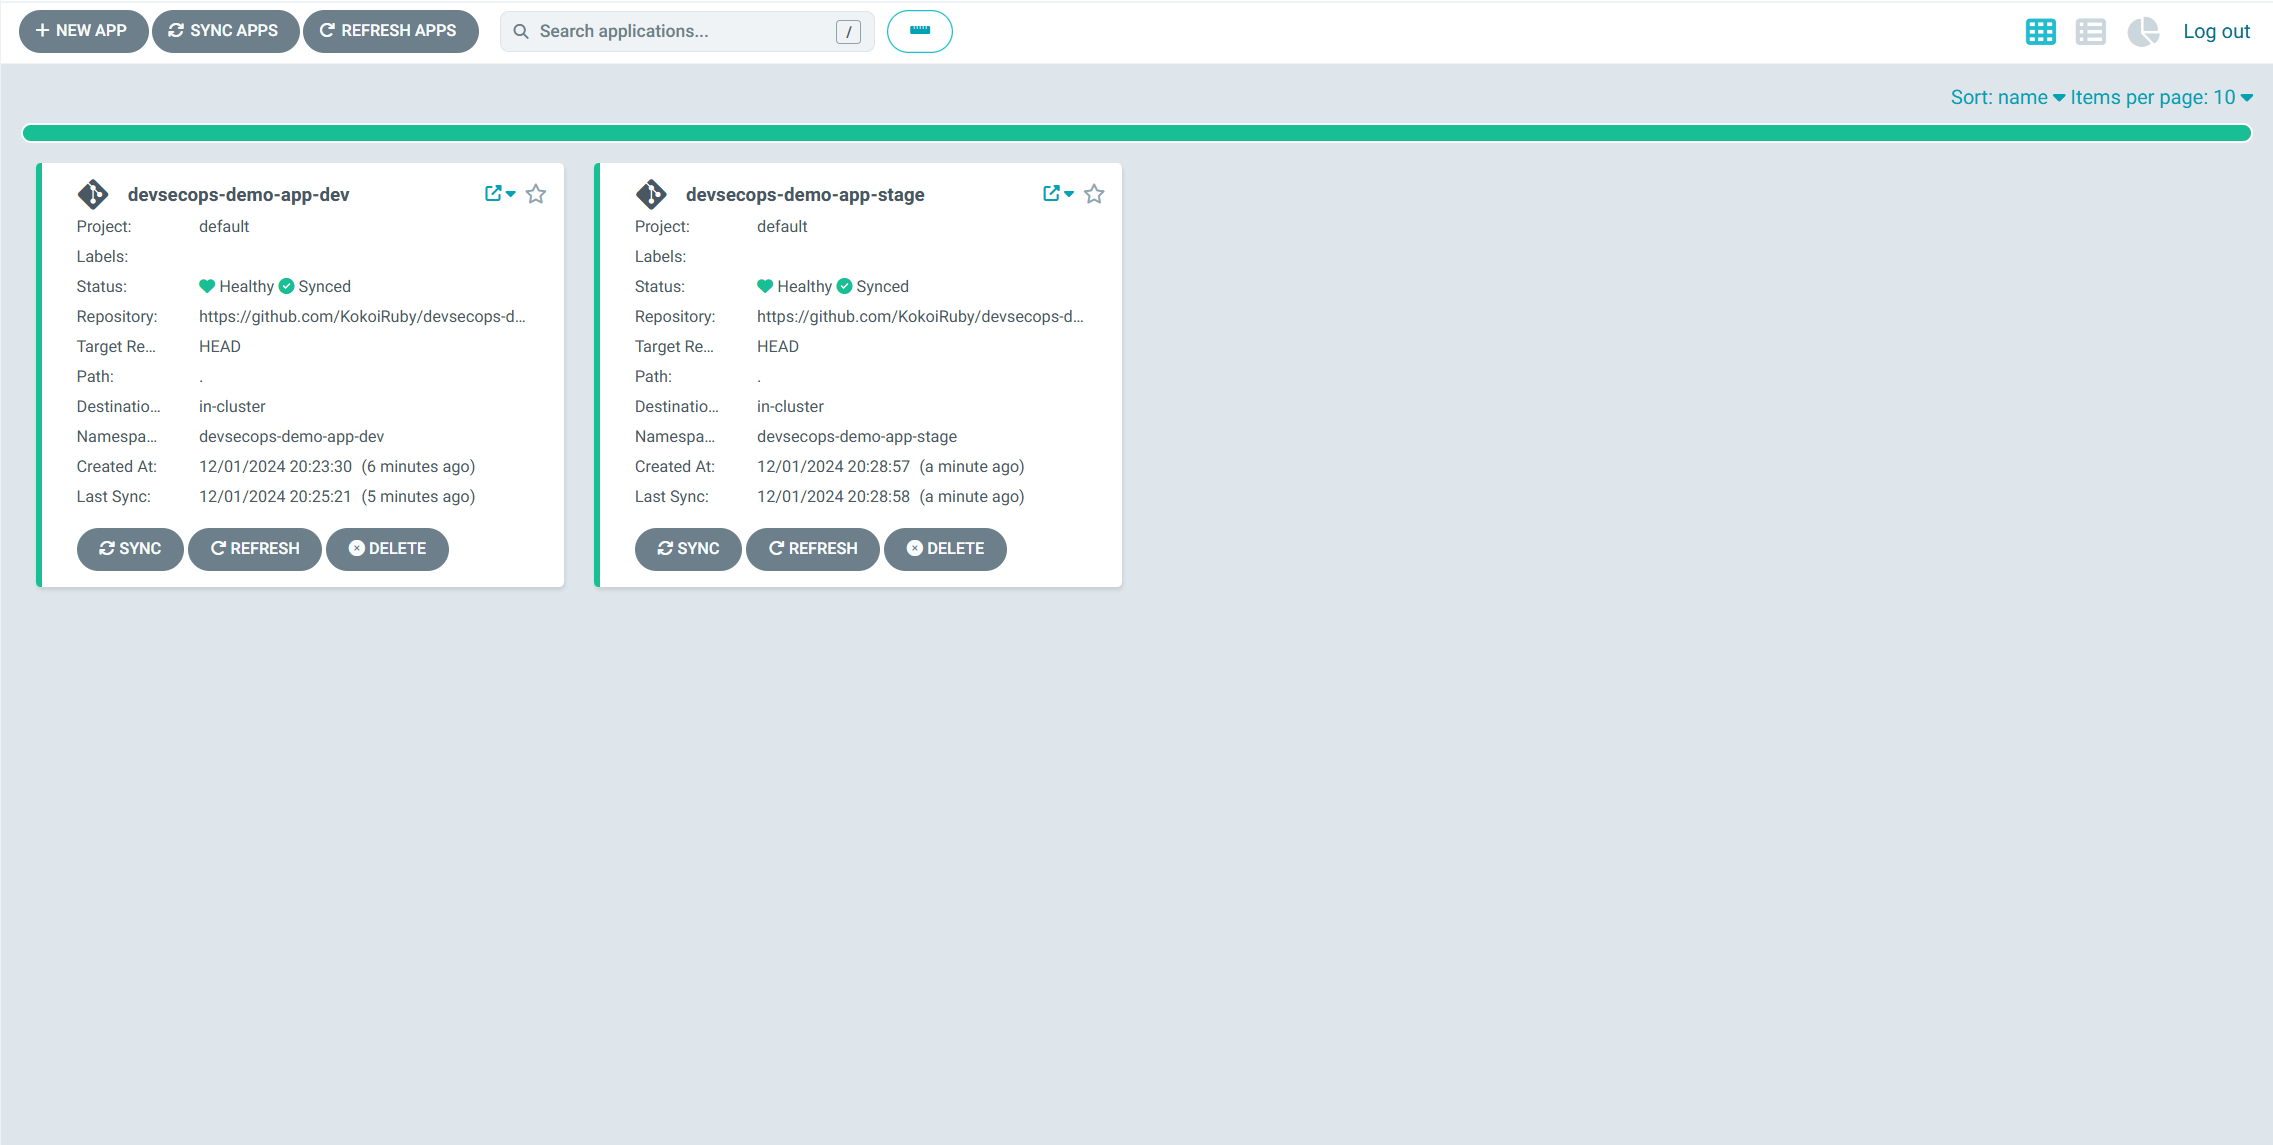 NEW APP SYNC APPS REFRESH APPS Search applications... / Log out
Sort: name Items per page: 10
devsecops-demo-app-dev
Project: default
Labels:
Status: Healthy Synced
Repository: https://github.com/KokoiRuby/devsecops-d...
Target Re... HEAD
Path: .
Destinatio... in-cluster
Namespa... devsecops-demo-app-dev
Created At: 12/01/2024 20:23:30 (6 minutes ago)
Last Sync: 12/01/2024 20:25:21 (5 minutes ago)
SYNC REFRESH DELETE
devsecops-demo-app-stage
Project: default
Labels:
Status: Healthy Synced
Repository: https://github.com/KokoiRuby/devsecops-d...
Target Re... HEAD
Path: .
Destinatio... in-cluster
Namespa... devsecops-demo-app-stage
Created At: 12/01/2024 20:28:57 (a minute ago)
Last Sync: 12/01/2024 20:28:58 (a minute ago)
SYNC REFRESH DELETE